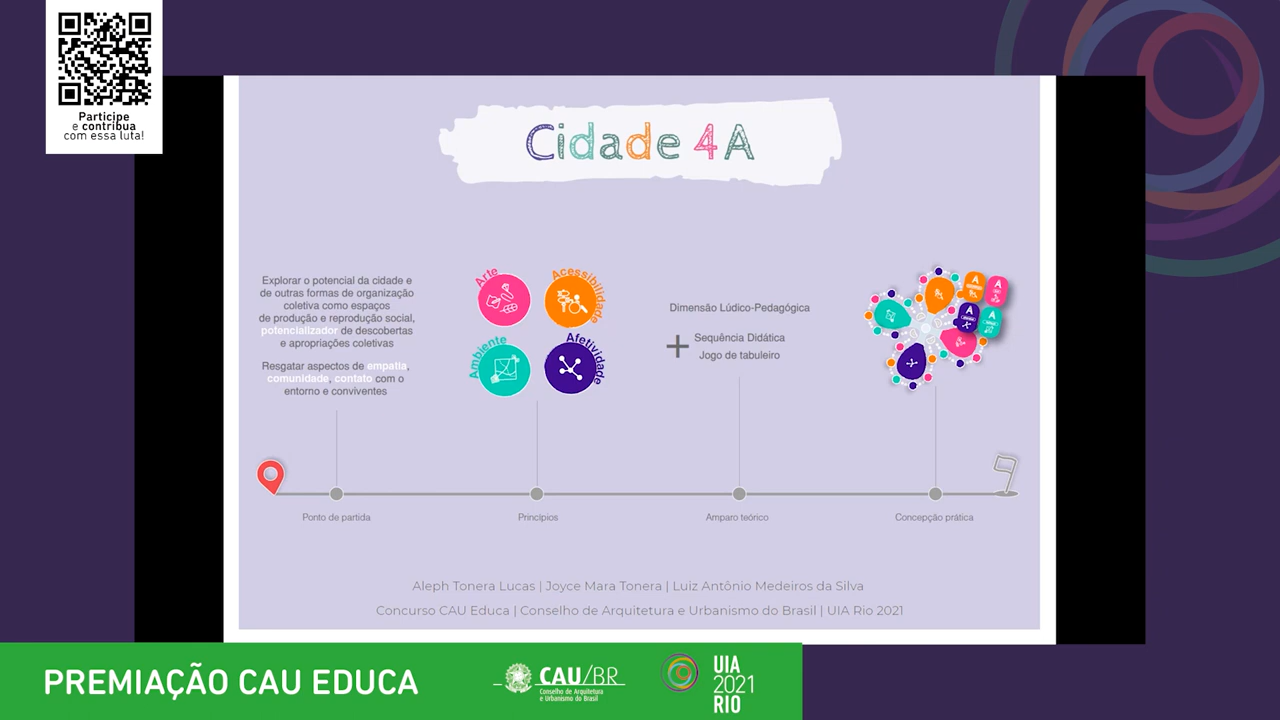 Participe
e contribua
com essa luta!
Cidade 4A
Explorar o potencial da cidade e
de outras formas de organização
coletiva como espaços
de produção e reprodução social,
potencializador de descobertas
e apropriações coletivas
Resgatar aspectos de empatia,
comunidade, contato com o
entorno e conviventes
Arte
Acessibilidade
Ambiente
Afetividade
Dimensão Lúdico-Pedagógica
+
Sequência Didática
Jogo de tabuleiro
A
A
A
A
Ponto de partida
Princípios
Amparo teórico
Concepção prática
Aleph Tonera Lucas | Joyce Mara Tonera | Luiz Antônio Medeiros da Silva
Concurso CAU Educa | Conselho de Arquitetura e Urbanismo do Brasil | UIA Rio 2021
PREMIAÇÃO CAU EDUCA
CAU/BR
Conselho de Arquitetura
e Urbanismo do Brasil
UIA
2021
RIO